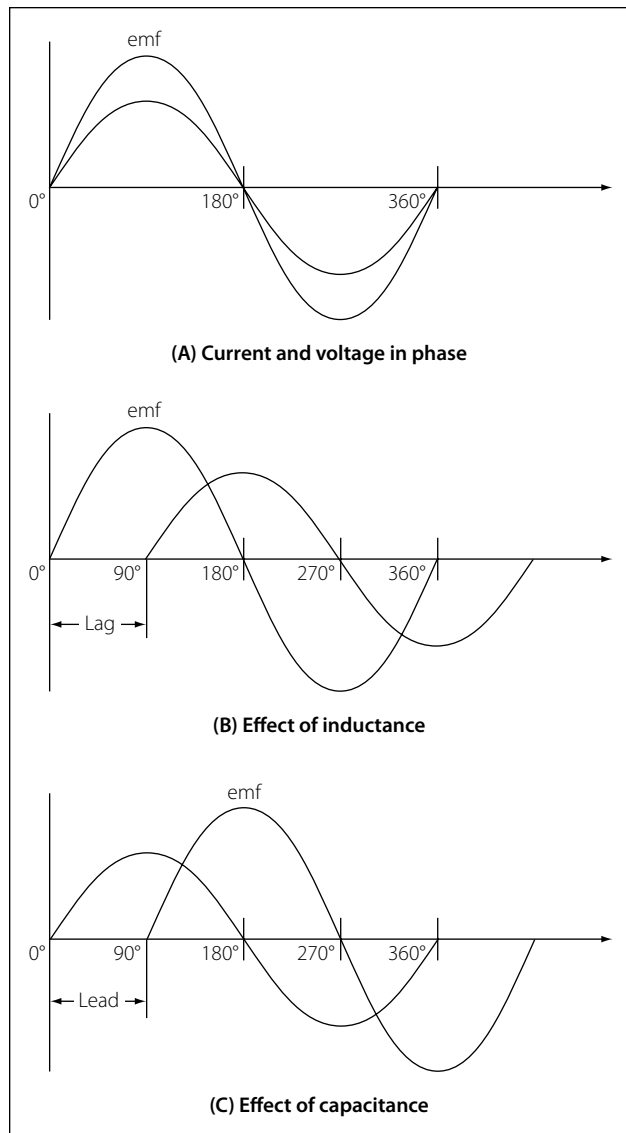 emf
0° 180° 360°
(A) Current and voltage in phase
emf
0° 90° 180° 270° 360°
Lag
(B) Effect of inductance
emf
0° 90° 180° 270° 360°
Lead
(C) Effect of capacitance